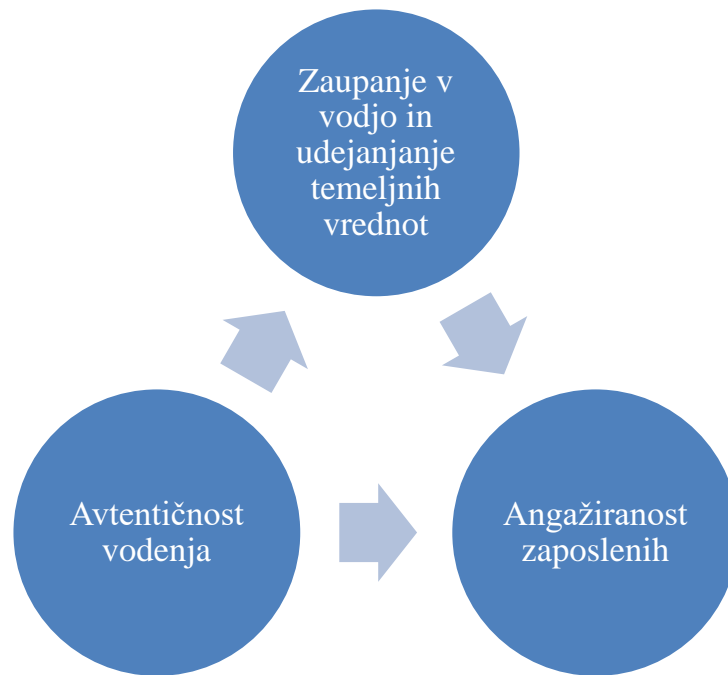 Zaupanje v
vodjo in
udejanjanje
temeljnih
vrednot
Avtentičnost
vodenja
Angažiranost
zaposlenih